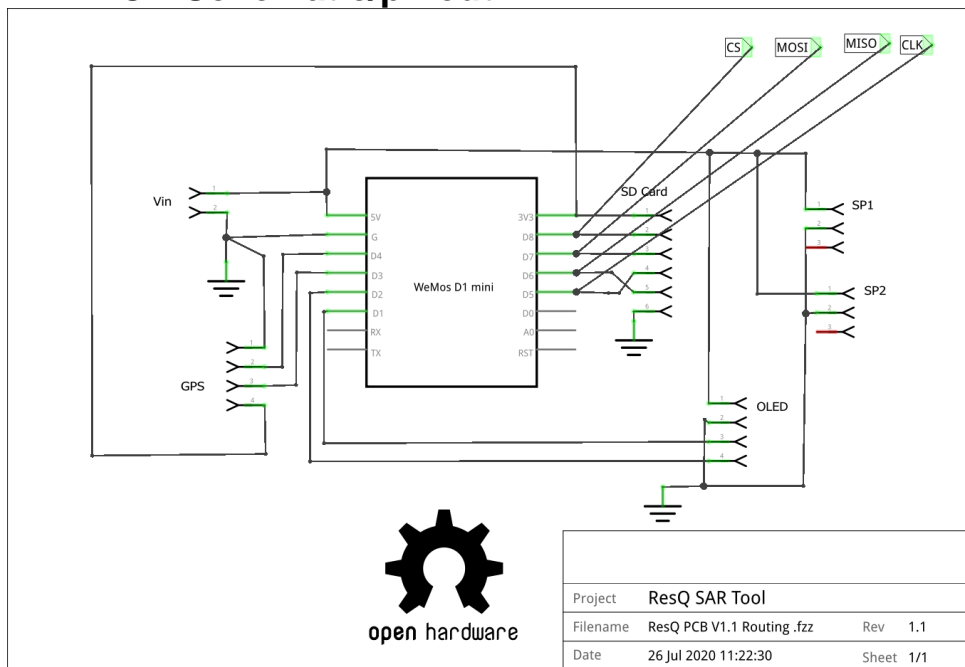 CS
MOSI
MISO
CLK
Vin
1
2
5V
G
D4
D3
D2
D1
RX
TX
WeMos D1 mini
3V3
D8
D7
D6
D5
D0
A0
RST
SD Card
1
2
3
4
5
6
SP1
1
2
3
SP2
1
2
3
GPS
1
2
3
4
OLED
1
2
3
4
open hardware
Project ResQ SAR Tool
Filename ResQ PCB V1.1 Routing .fzz Rev 1.1
Date 26 Jul 2020 11:22:30 Sheet 1/1